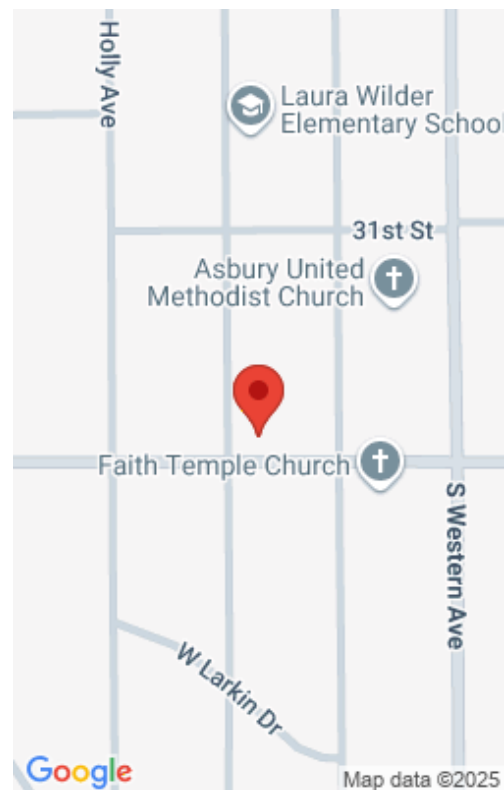 Holly Ave
Laura Wilder
Elementary School
31st St
Asbury United
Methodist Church
Faith Temple Church
S Western Ave
W Larkin Dr
Google
Map data ©2025